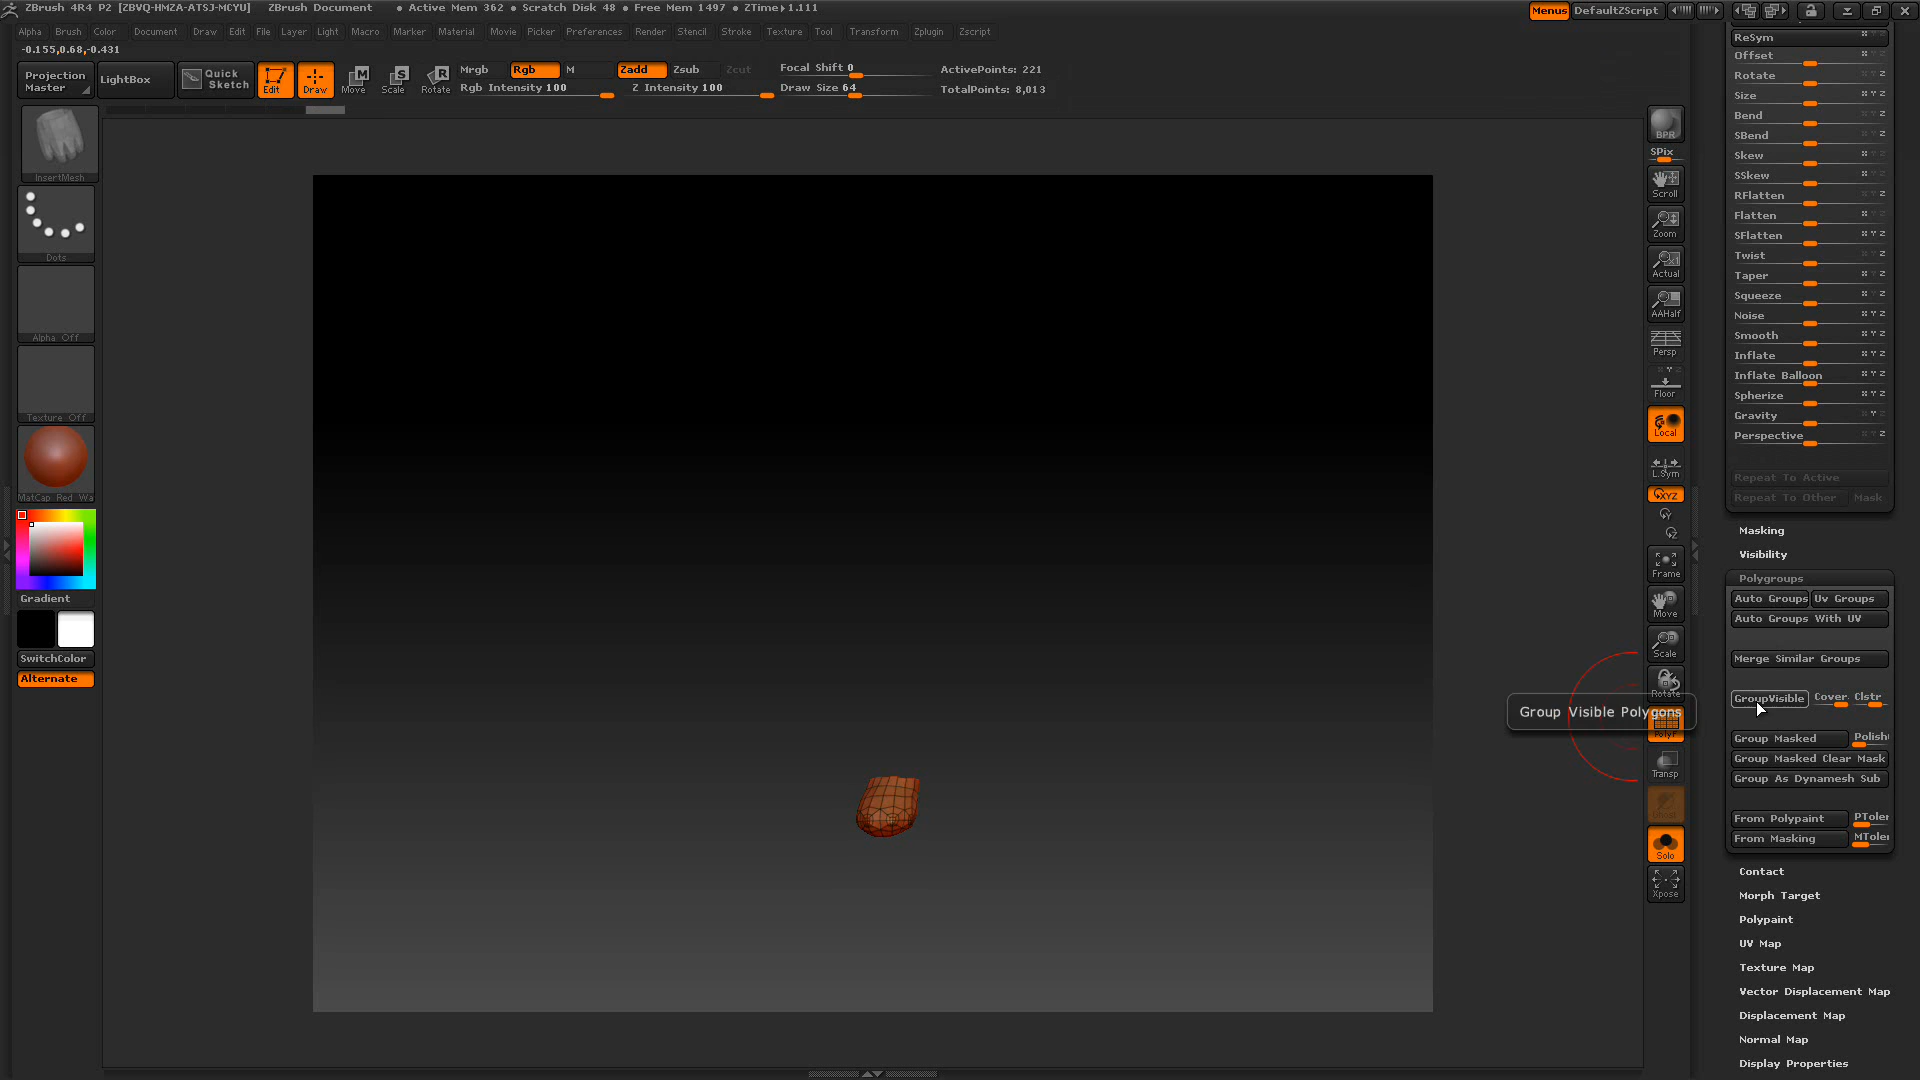 ZBrush 4R4 P2 [ZBVQ-HMZA-ATSJ-MCYU] ZBrush Document • Active Mem 362 • Scratch Disk 48 • Free Mem 1497 • ZTime▸1.111 Menus DefaultZScript
Alpha Brush Color Document Draw Edit File Layer Light Macro Marker Material Movie Picker Preferences Render Stencil Stroke Texture Tool Transform Zplugin Zscript
-0.155,0.68,-0.431
Projection Master
LightBox
Quick Sketch
Edit
Draw
Move
Scale
Rotate
Mrgb Rgb M
Rgb Intensity 100
Zadd Zsub Zcut
Z Intensity 100
Focal Shift 0
Draw Size 64
ActivePoints: 221
TotalPoints: 8,013
InsertMesh
Dots
Alpha Off
Texture Off
MatCap Red Wa
Gradient
SwitchColor
Alternate
BPR
SPix
Scroll
Zoom
Actual
AAHalf
Persp
Floor
Local
L.Sym
XYZ
Y
Z
Frame
Move
Scale
Rotate
PolyF
Transp
Solo
Xpose
Group Visible Polygons
ReSym
Offset
Rotate
Size
Bend
SBend
Skew
SSkew
RFlatten
Flatten
SFlatten
Twist
Taper
Squeeze
Noise
Smooth
Inflate
Inflate Balloon
Spherize
Gravity
Perspective
Repeat To Active
Repeat To Other Mask
Masking
Visibility
Polygroups
Auto Groups Uv Groups
Auto Groups With UV
Merge Similar Groups
GroupVisible Cover Clstr
Group Masked Polish
Group Masked Clear Mask
Group As Dynamesh Sub
From Polypaint PToler
From Masking MToler
Contact
Morph Target
Polypaint
UV Map
Texture Map
Vector Displacement Map
Displacement Map
Normal Map
Display Properties